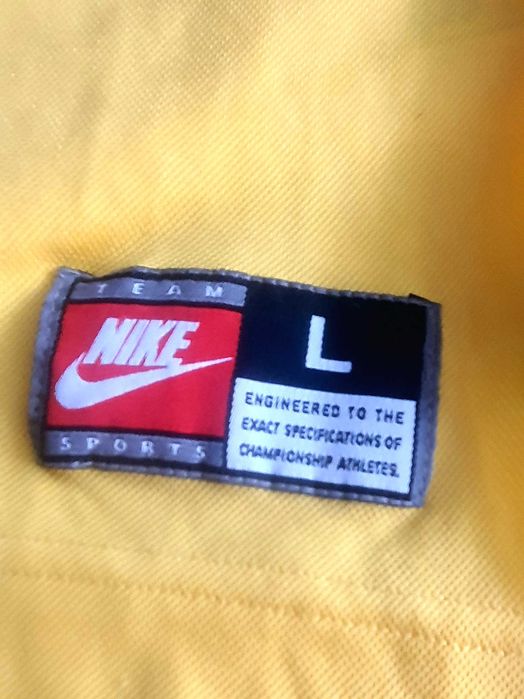 TEAM
NIKE
SPORTS
L
ENGINEERED TO THE
EXACT SPECIFICATIONS OF
CHAMPIONSHIP ATHLETES.